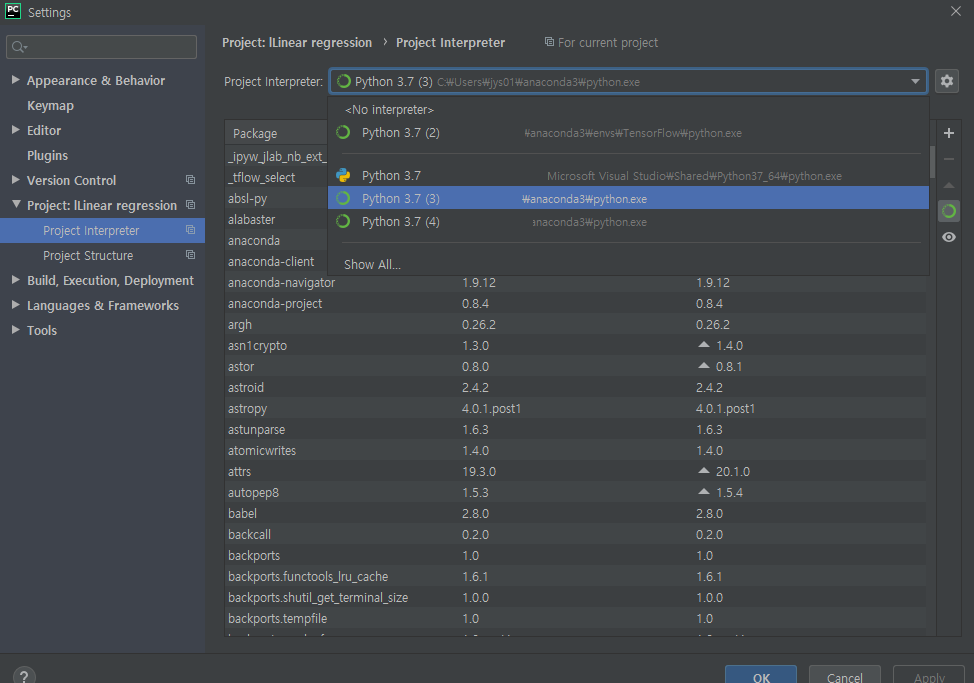 PC Settings
Project: lLinear regression › Project Interpreter For current project
Appearance & Behavior
Keymap
Editor
Plugins
Version Control
Project: lLinear regression
Project Interpreter
Project Structure
Build, Execution, Deployment
Languages & Frameworks
Tools
Project Interpreter: Python 3.7 (3) C:₩Users₩jys01₩anaconda3₩python.exe
<No interpreter>
Python 3.7 (2) ₩anaconda3₩envs₩TensorFlow₩python.exe
Python 3.7 Microsoft Visual Studio₩Shared₩Python37_64₩python.exe
Python 3.7 (3) ₩anaconda3₩python.exe
Python 3.7 (4) anaconda3₩python.exe
Show All...
Package
_ipyw_jlab_nb_ext_
_tflow_select
absl-py
alabaster
anaconda
anaconda-client
anaconda-navigator 1.9.12 1.9.12
anaconda-project 0.8.4 0.8.4
argh 0.26.2 0.26.2
asn1crypto 1.3.0 1.4.0
astor 0.8.0 0.8.1
astroid 2.4.2 2.4.2
astropy 4.0.1.post1 4.0.1.post1
astunparse 1.6.3 1.6.3
atomicwrites 1.4.0 1.4.0
attrs 19.3.0 20.1.0
autopep8 1.5.3 1.5.4
babel 2.8.0 2.8.0
backcall 0.2.0 0.2.0
backports 1.0 1.0
backports.functools_lru_cache 1.6.1 1.6.1
backports.shutil_get_terminal_size 1.0.0 1.0.0
backports.tempfile 1.0 1.0
? OK Cancel Apply